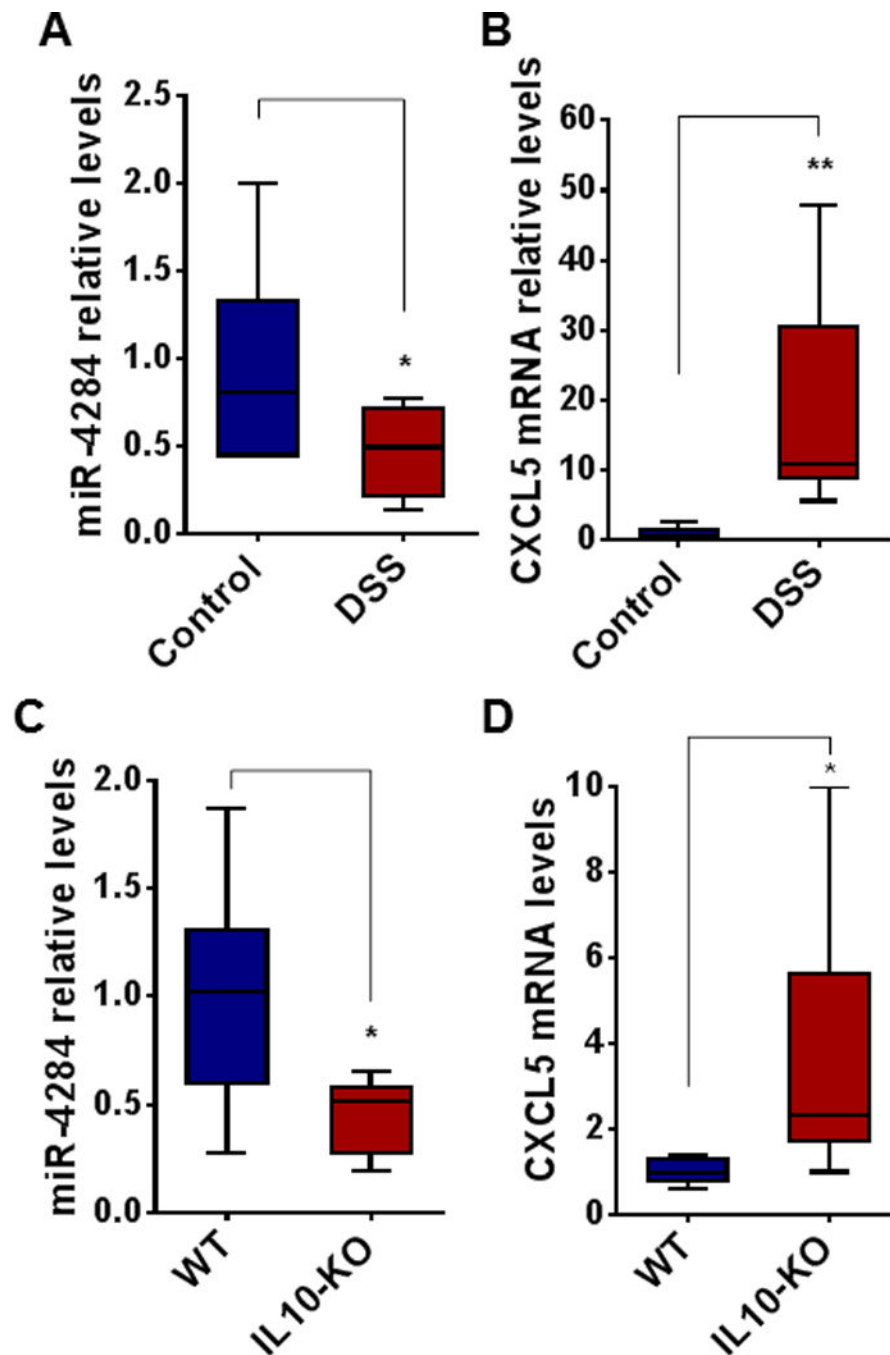 A
miR-4284 relative levels
2.5
2.0
1.5
1.0
0.5
0.0
*
Control
DSS
B
CXCL5 mRNA relative levels
60
50
40
30
20
10
0
**
Control
DSS
C
miR-4284 relative levels
2.0
1.5
1.0
0.5
0.0
*
WT
IL10-KO
D
CXCL5 mRNA levels
10
8
6
4
2
0
*
WT
IL10-KO